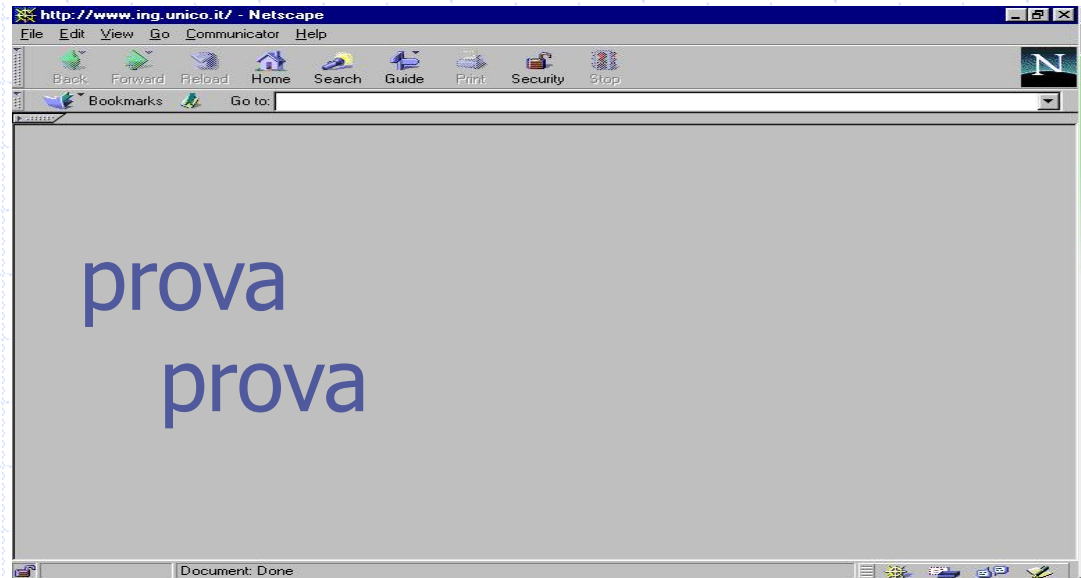 http://www.ing.unico.it/ - Netscape
File Edit View Go Communicator Help
Back Forward Reload Home Search Guide Print Security Stop
N
Bookmarks Go to:
prova
prova
Document: Done